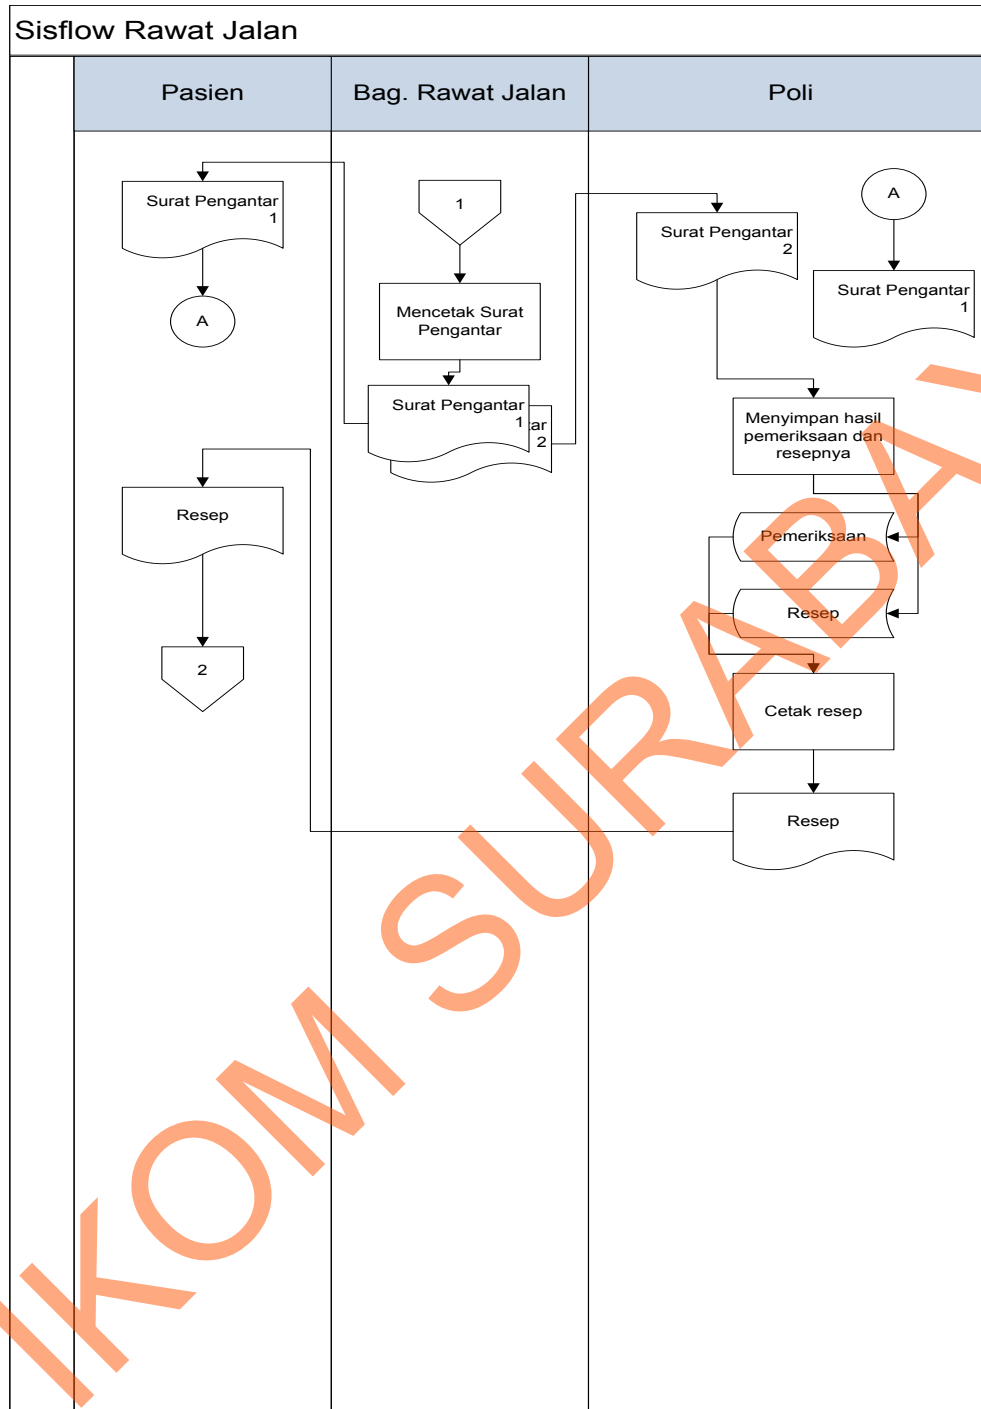 Sisflow Rawat Jalan
Pasien
Bag. Rawat Jalan
Poli
Surat Pengantar
1
A
Resep
2
1
Mencetak Surat
Pengantar
Surat Pengantar
1
tar
2
Surat Pengantar
2
A
Surat Pengantar
1
Menyimpan hasil
pemeriksaan dan
resepnya
Pemeriksaan
Resep
Cetak resep
Resep
IKOM SURABAY